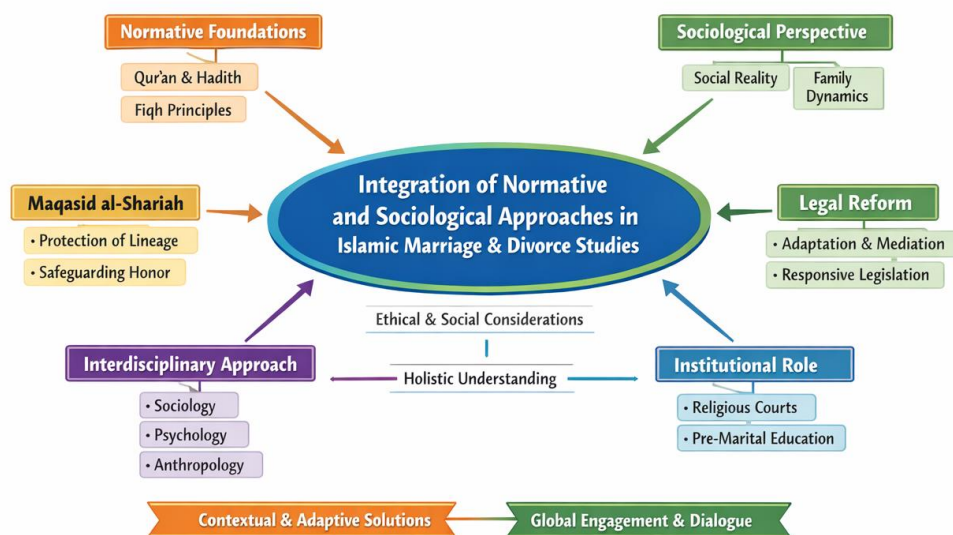 Normative Foundations
Qur'an & Hadith
Fiqh Principles
Sociological Perspective
Social Reality
Family
Dynamics
Integration of Normative
and Sociological Approaches in
Islamic Marriage & Divorce Studies
Maqasid al-Shariah
• Protection of Lineage
• Safeguarding Honor
Legal Reform
• Adaptation & Mediation
• Responsive Legislation
Ethical & Social Considerations
Holistic Understanding
Interdisciplinary Approach
• Sociology
• Psychology
• Anthropology
Institutional Role
• Religious Courts
• Pre-Marital Education
Contextual & Adaptive Solutions
Global Engagement & Dialogue